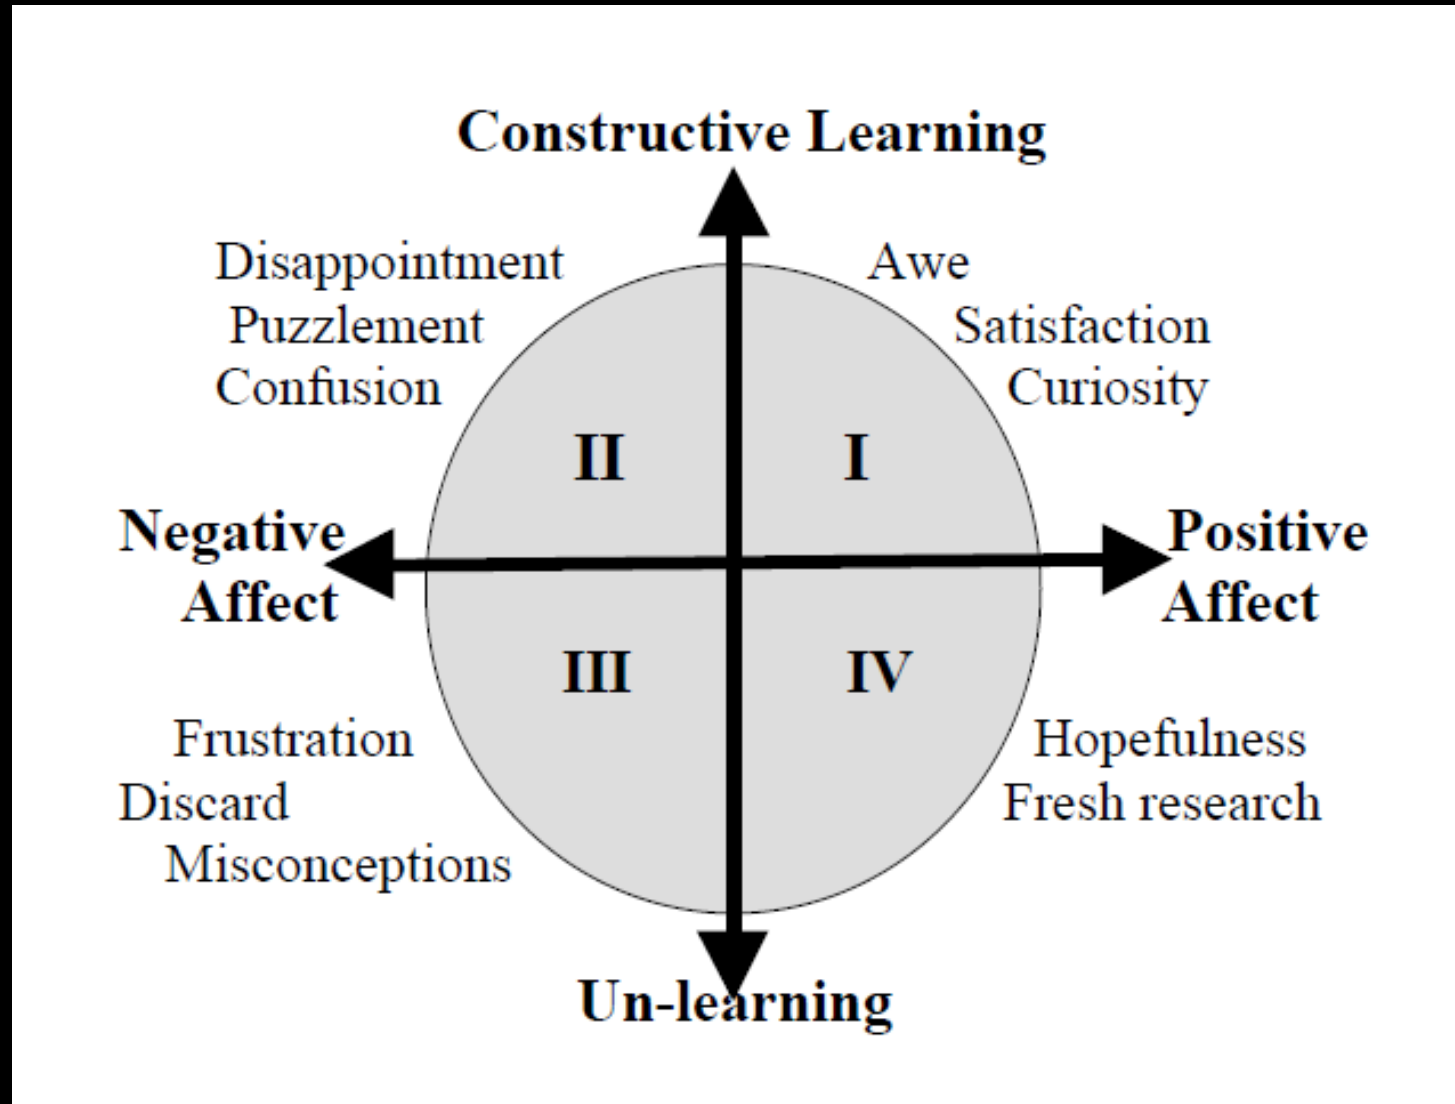 Constructive Learning
Disappointment
Puzzlement
Confusion
Awe
Satisfaction
Curiosity
II
I
Negative
Affect
Positive
Affect
III
IV
Frustration
Discard
Misconceptions
Hopefulness
Fresh research
Un-learning